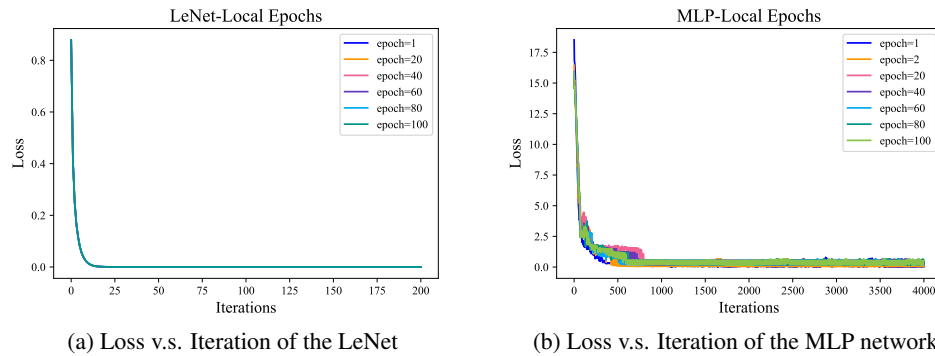 LeNet-Local Epochs
0.8
0.6
0.4
0.2
0.0
Loss
epoch=1
epoch=20
epoch=40
epoch=60
epoch=80
epoch=100
0 25 50 75 100 125 150 175 200
Iterations
(a) Loss v.s. Iteration of the LeNet
MLP-Local Epochs
17.5
15.0
12.5
10.0
7.5
5.0
2.5
0.0
Loss
epoch=1
epoch=2
epoch=20
epoch=40
epoch=60
epoch=80
epoch=100
0 500 1000 1500 2000 2500 3000 3500 4000
Iterations
(b) Loss v.s. Iteration of the MLP network